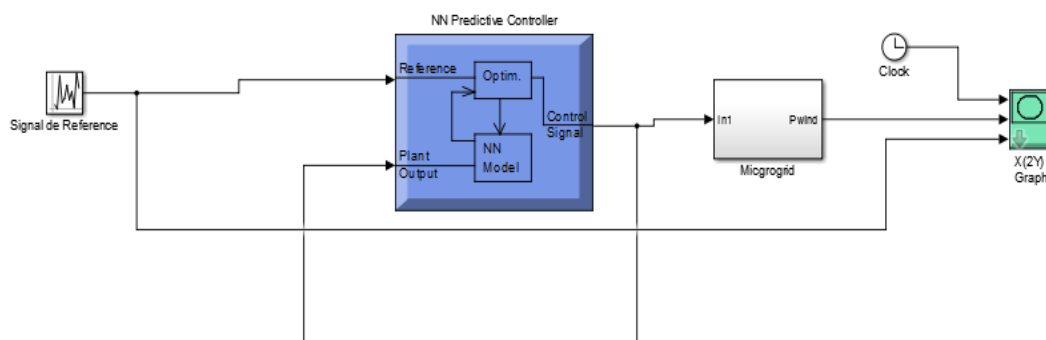 NN Predictive Controller
Reference
Optim.
Control
Signal
Plant
Output
NN
Model
Signal de Reference
In1
Pwind
Micgrogrid
Clock
X(2Y)
Graph